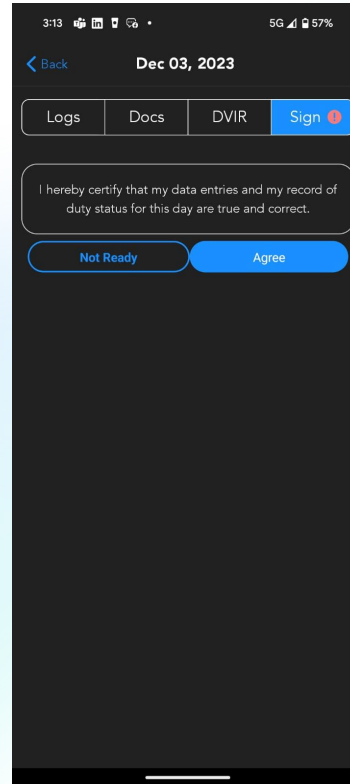 3:13 5G 57%
Back Dec 03, 2023
Logs Docs DVIR Sign !
I hereby certify that my data entries and my record of
duty status for this day are true and correct.
Not Ready Agree